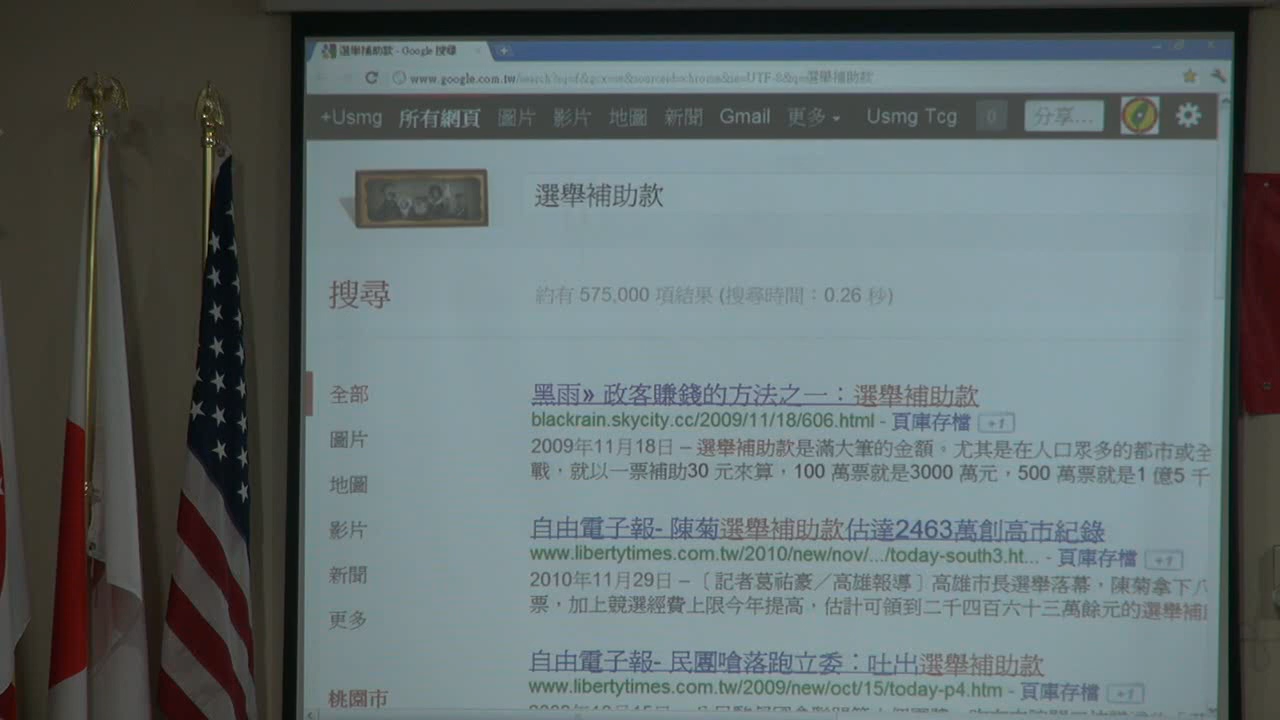 選舉補助款 - Google 搜尋
www.google.com.tw/search?
+Usmg 所有網頁 圖片 影片 地圖 新聞 Gmail 更多 Usmg Tcg 0 分享...
選舉補助款
搜尋
約有 575,000 項結果 (搜尋時間：0.26 秒)
全部
圖片
地圖
影片
新聞
更多
桃園市
黑雨» 政客賺錢的方法之一：選舉補助款
blackrain.skycity.cc/2009/11/18/606.html - 頁庫存檔 +1
2009年11月18日 – 選舉補助款是滿大筆的金額。尤其是在人口眾多的都市或全
戰，就以一票補助30 元來算，100 萬票就是3000 萬元，500 萬票就是1 億5 千
自由電子報- 陳菊選舉補助款估達2463萬創高市紀錄
www.libertytimes.com.tw/2010/new/nov/.../today-south3.ht... - 頁庫存檔 +1
2010年11月29日 – 〔記者葛祐豪／高雄報導〕高雄市長選舉落幕，陳菊拿下八
票，加上競選經費上限今年提高，估計可領到二千四百六十三萬餘元的選舉補助
自由電子報- 民團嗆落跑立委：吐出選舉補助款
www.libertytimes.com.tw/2009/new/oct/15/today-p4.htm - 頁庫存檔 +1